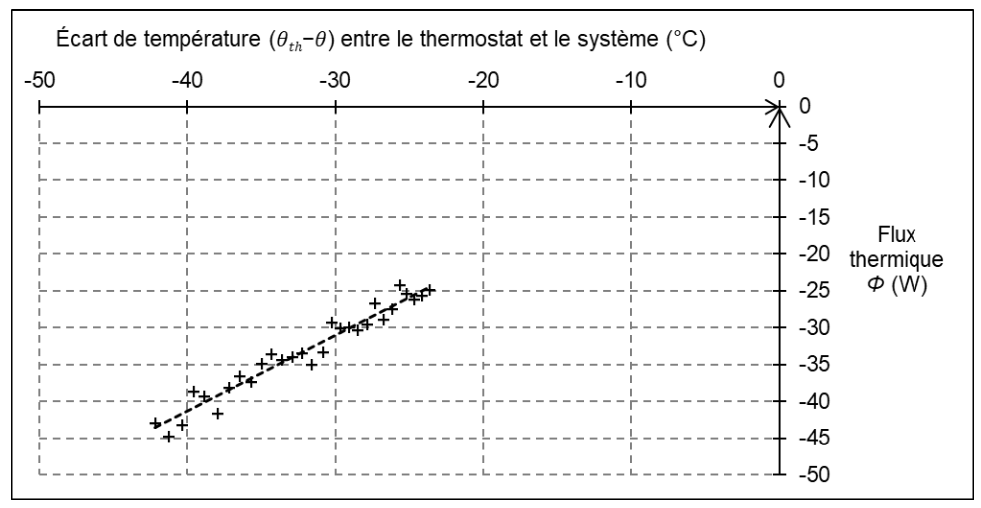 Écart de température (θth−θ) entre le thermostat et le système (°C)
-50 -40 -30 -20 -10 0
0
-5
-10
-15
-20
-25
-30
-35
-40
-45
-50
Flux
thermique
Φ (W)